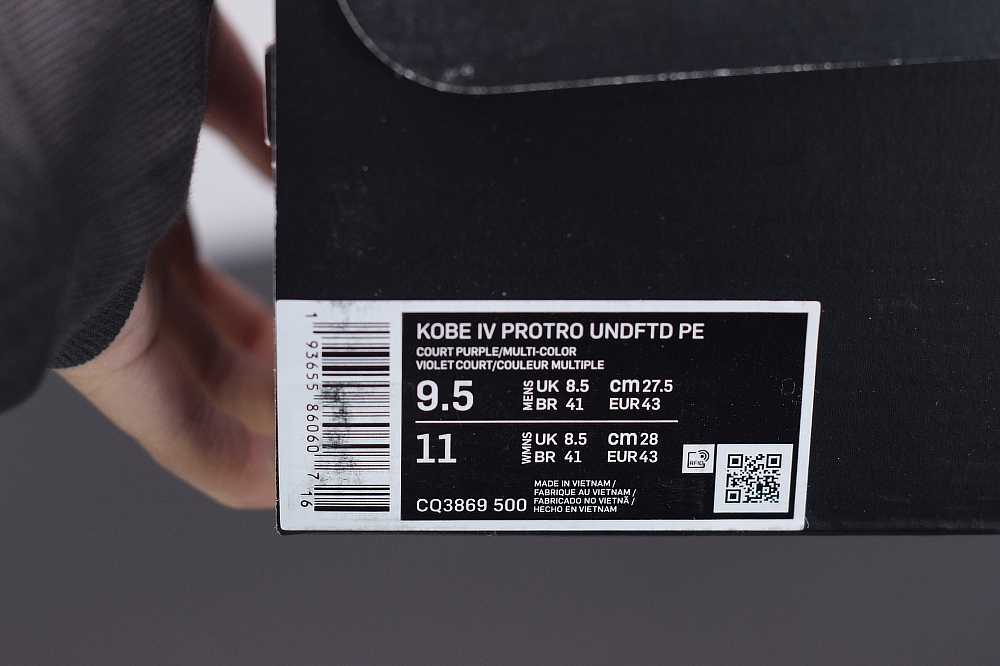 KOBE IV PROTRO UNDFTD PE
COURT PURPLE/MULTI-COLOR
VIOLET COURT/COULEUR MULTIPLE
9.5 MENS UK 8.5 cm 27.5
BR 41 EUR 43
11 WMNS UK 8.5 cm 28
BR 41 EUR 43
RFID
CQ3869 500
MADE IN VIETNAM /
FABRIQUE AU VIETNAM /
FABRICADO NO VIETNÃ /
HECHO EN VIETNAM
1 93655 86060 7 16